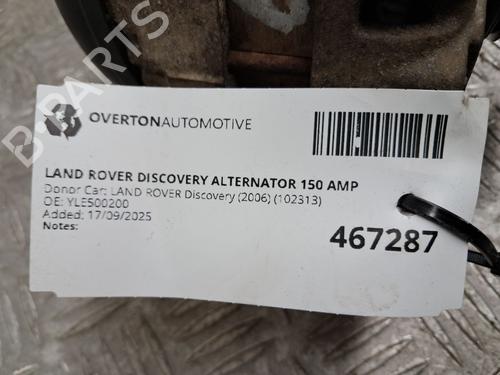 OVERTONAUTOMOTIVE
LAND ROVER DISCOVERY ALTERNATOR 150 AMP
Donor Car: LAND ROVER Discovery (2006) (102313)
OE: YLE500200
Added: 17/09/2025
Notes:
467287
B-PARTS